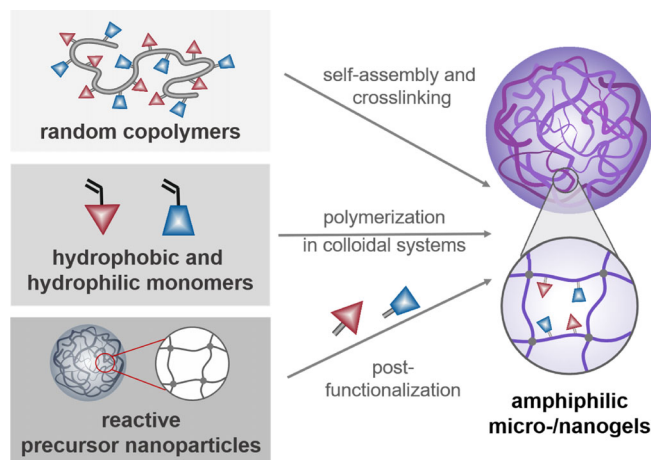 random copolymers
self-assembly and
crosslinking
hydrophobic and
hydrophilic monomers
polymerization
in colloidal systems
reactive
precursor nanoparticles
post-
functionalization
amphiphilic
micro-/nanogels